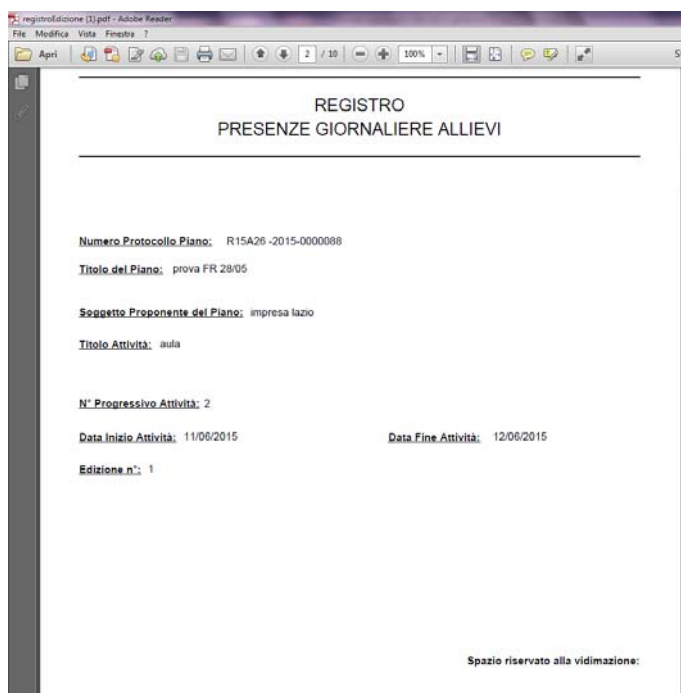 registroEdizione (1).pdf - Adobe Reader
File Modifica Vista Finestra ?
Apri 2 / 10 100%
REGISTRO
PRESENZE GIORNALIERE ALLIEVI
Numero Protocollo Piano: R15A26 -2015-0000088
Titolo del Piano: prova FR 28/05
Soggetto Proponente del Piano: impresa lazio
Titolo Attività: aula
N° Progressivo Attività: 2
Data Inizio Attività: 11/06/2015 Data Fine Attività: 12/06/2015
Edizione n°: 1
Spazio riservato alla vidimazione: